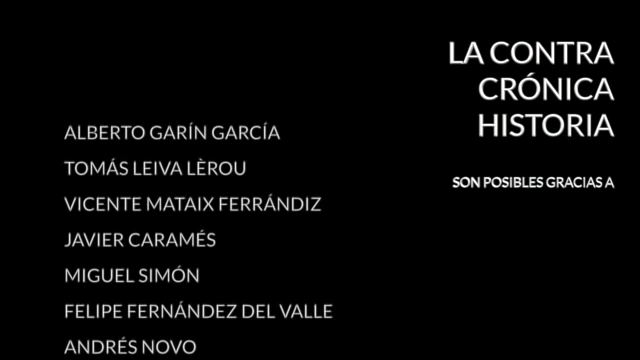 LA CONTRA
CRÓNICA
HISTORIA
SON POSIBLES GRACIAS A
ALBERTO GARÍN GARCÍA
TOMÁS LEIVA LÈROU
VICENTE MATAIX FERRÁNDIZ
JAVIER CARAMÉS
MIGUEL SIMÓN
FELIPE FERNÁNDEZ DEL VALLE
ANDRÉS NOVO